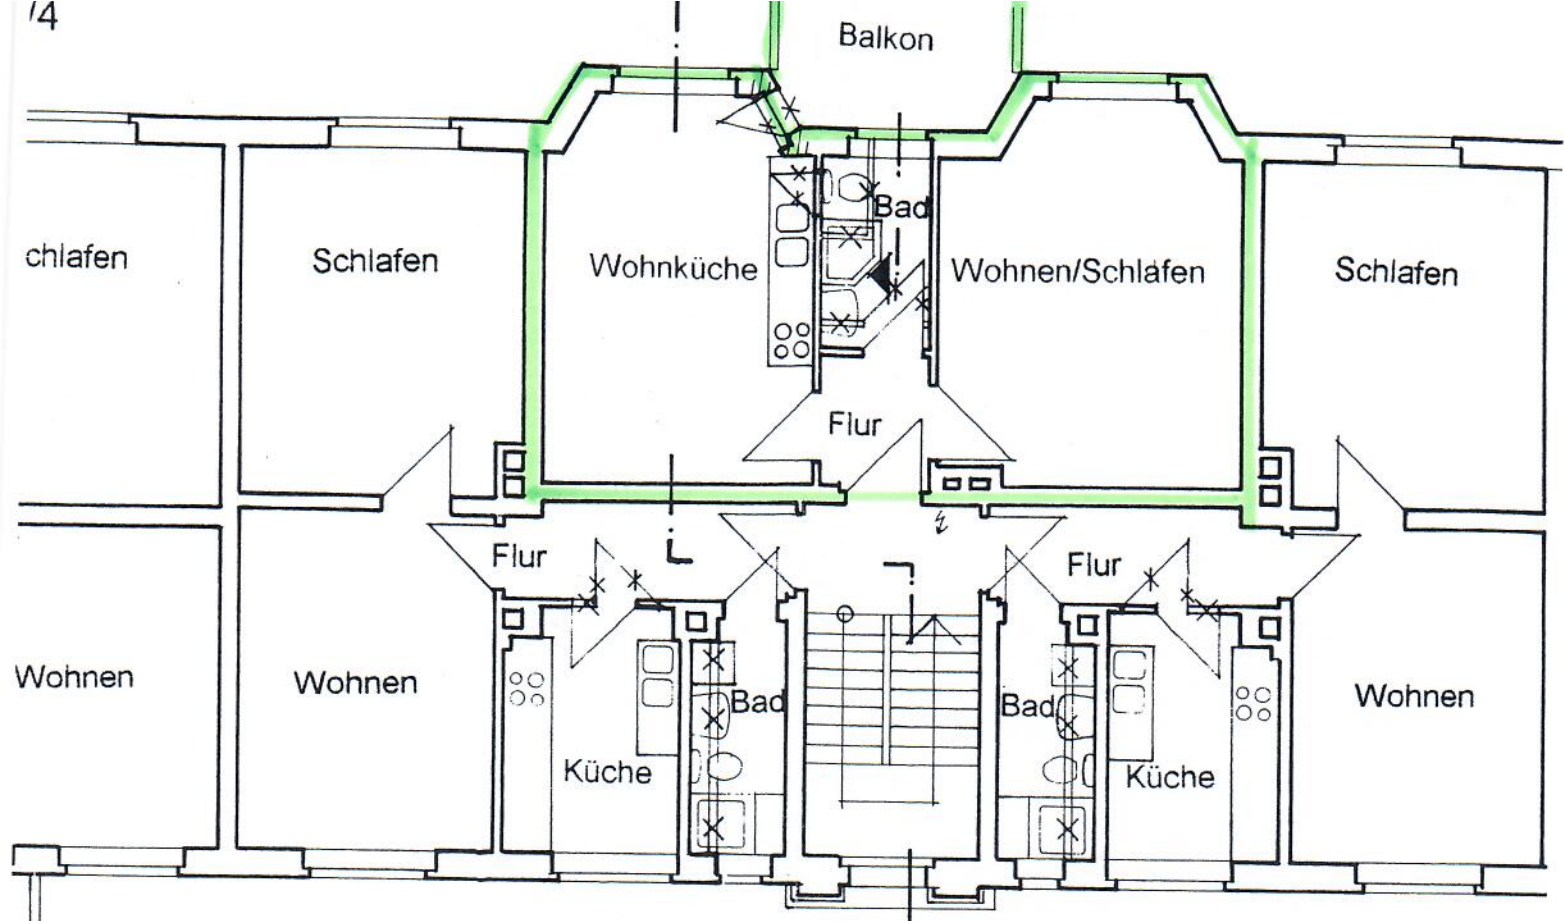 /4
Balkon
Bad
chlafen
Schlafen
Wohnküche
Wohnen/Schlafen
Schlafen
Flur
Flur
Flur
Wohnen
Wohnen
Bad
Bad
Wohnen
Küche
Küche